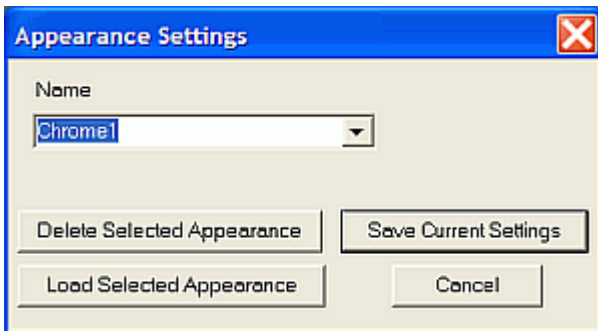 Appearance Settings
Name
Chrome1
Delete Selected Appearance
Save Current Settings
Load Selected Appearance
Cancel